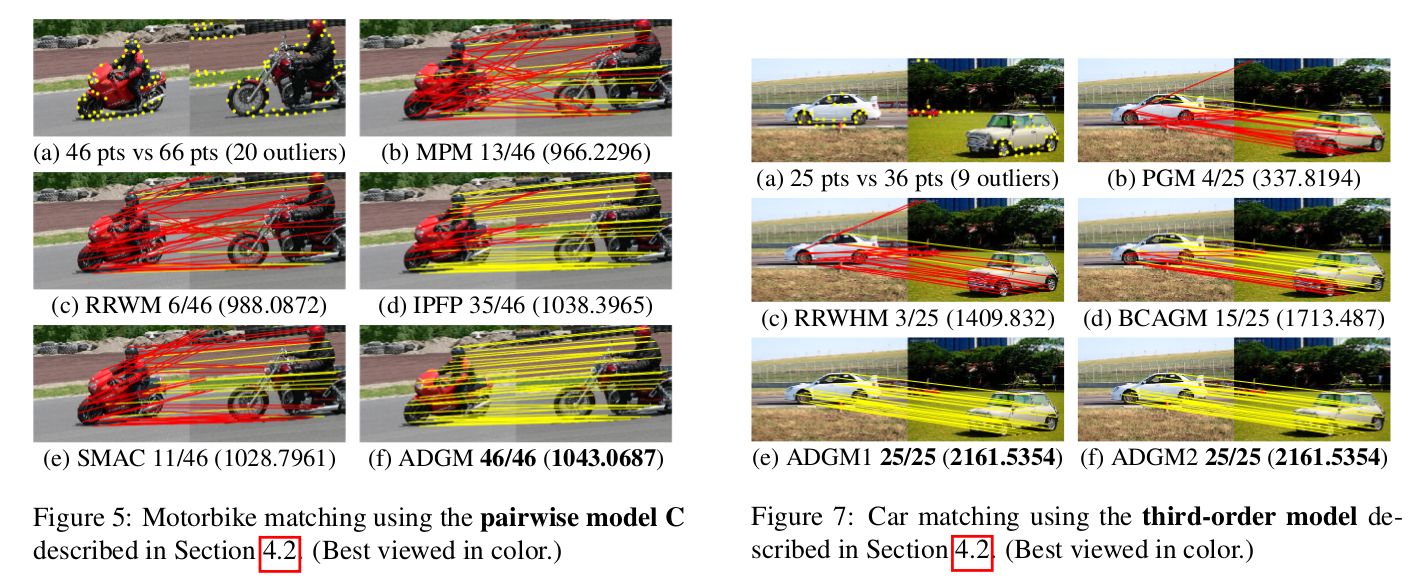 (a) 46 pts vs 66 pts (20 outliers)
(b) MPM 13/46 (966.2296)
(c) RRWM 6/46 (988.0872)
(d) IPFP 35/46 (1038.3965)
(e) SMAC 11/46 (1028.7961)
(f) ADGM 46/46 (1043.0687)
Figure 5: Motorbike matching using the pairwise model C
described in Section 4.2. (Best viewed in color.)
(a) 25 pts vs 36 pts (9 outliers)
(b) PGM 4/25 (337.8194)
(c) RRWHM 3/25 (1409.832)
(d) BCAGM 15/25 (1713.487)
(e) ADGM1 25/25 (2161.5354)
(f) ADGM2 25/25 (2161.5354)
Figure 7: Car matching using the third-order model de-
scribed in Section 4.2. (Best viewed in color.)